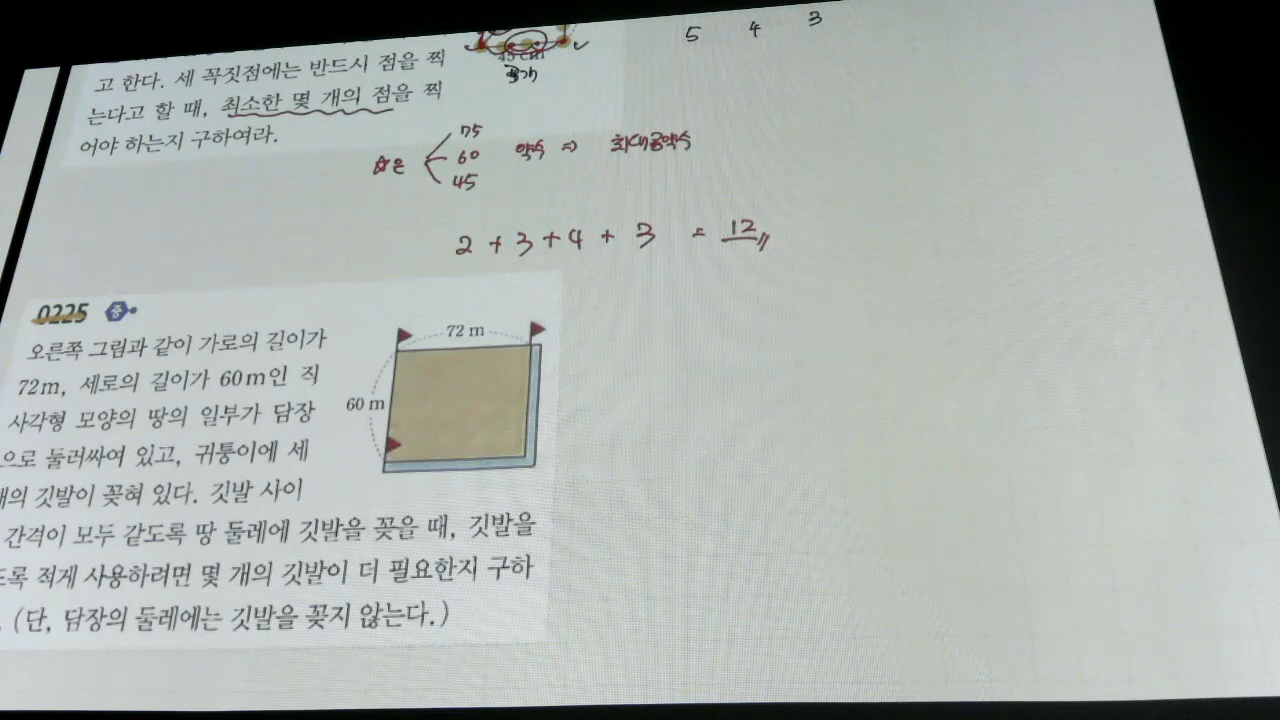 5 4 3
45 cm
고 한다. 세 꼭짓점에는 반드시 점을 찍
는다고 할 때, 최소한 몇 개의 점을 찍
어야 하는지 구하여라.
75
☆은 60 약수 ⇒ 최대공약수
45
2 + 3 + 4 + 3 = 12
0225 중
오른쪽 그림과 같이 가로의 길이가
72m, 세로의 길이가 60m인 직
사각형 모양의 땅의 일부가 담장
으로 둘러싸여 있고, 귀퉁이에 세
개의 깃발이 꽂혀 있다. 깃발 사이
간격이 모두 같도록 땅 둘레에 깃발을 꽂을 때, 깃발을
도록 적게 사용하려면 몇 개의 깃발이 더 필요한지 구하
. (단, 담장의 둘레에는 깃발을 꽂지 않는다.)
72 m
60 m